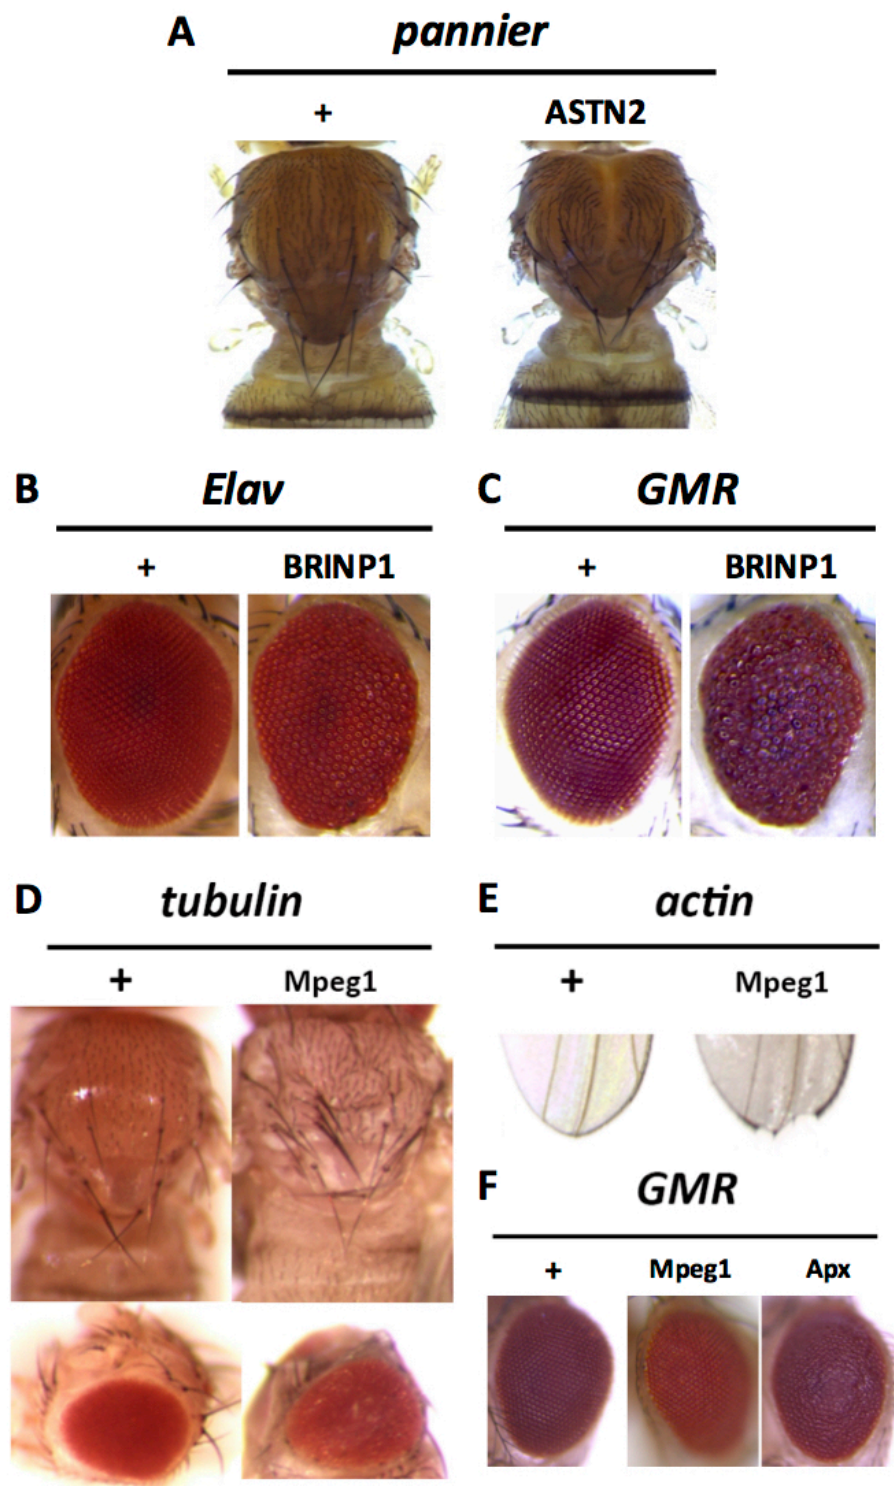 A pannier
+ ASTN2
B Elav C GMR
+ BRINP1 + BRINP1
D tubulin E actin
+ Mpeg1 + Mpeg1
F GMR
+ Mpeg1 Apx